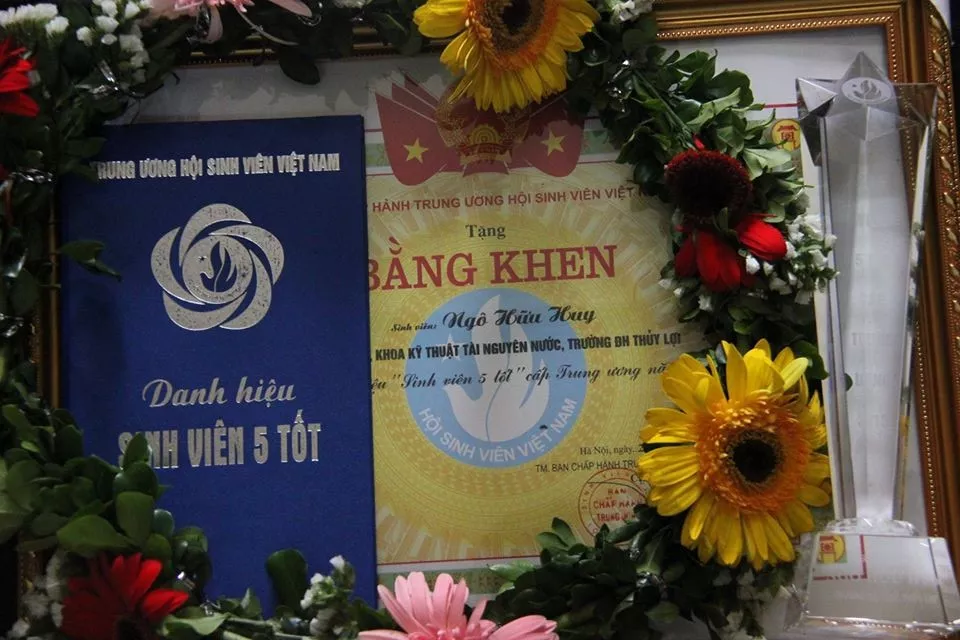 TRUNG ƯƠNG HỘI SINH VIÊN VIỆT NAM
Danh hiệu
SINH VIÊN 5 TỐT
HÀNH TRUNG ƯƠNG HỘI SINH VIÊN VIỆT
Tặng
BẰNG KHEN
Sinh viên: Ngô Hữu Huy
KHOA KỸ THUẬT TÀI NGUYÊN NƯỚC, TRƯỜNG ĐH THỦY LỢI
"Sinh viên 5 tốt" cấp Trung ương
HỘI SINH VIÊN VIỆT NAM
Hà Nội, ngày
TM. BAN CHẤP HÀNH
BAN
CHẤP HÀNH
TRUNG